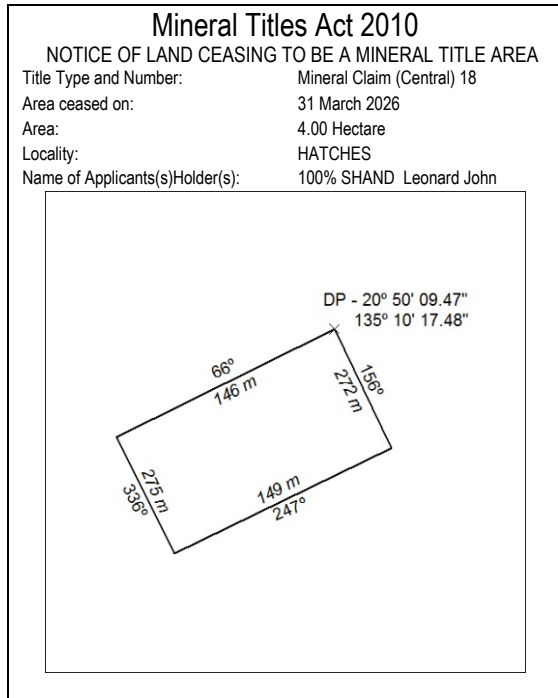 Mineral Titles Act 2010
NOTICE OF LAND CEASING TO BE A MINERAL TITLE AREA
Title Type and Number: Mineral Claim (Central) 18
Area ceased on: 31 March 2026
Area: 4.00 Hectare
Locality: HATCHES
Name of Applicants(s)Holder(s): 100% SHAND Leonard John
DP - 20º 50' 09.47"
135º 10' 17.48"
66º
146 m
156º
272 m
275 m
336º
149 m
247º